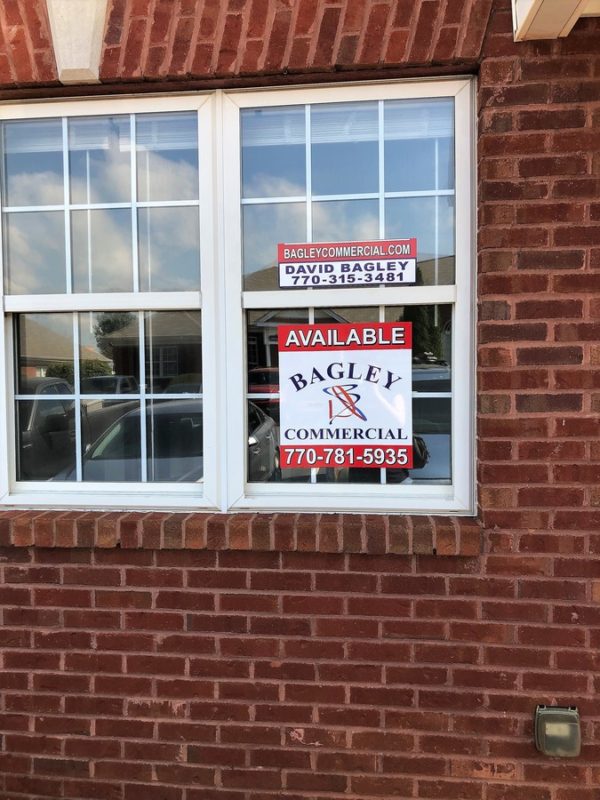 BAGLEYCOMMERCIAL.COM
DAVID BAGLEY
770-315-3481
AVAILABLE
BAGLEY
COMMERCIAL
770-781-5935